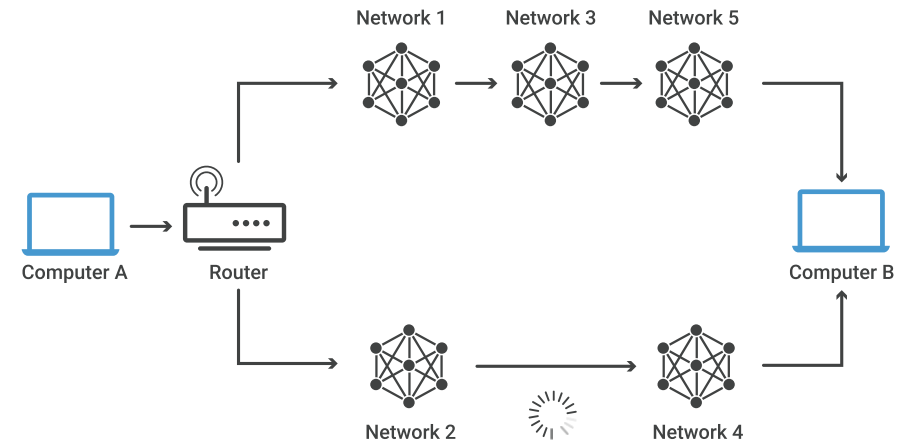 Network 1
Network 3
Network 5
Computer A
Router
Computer B
Network 2
Network 4